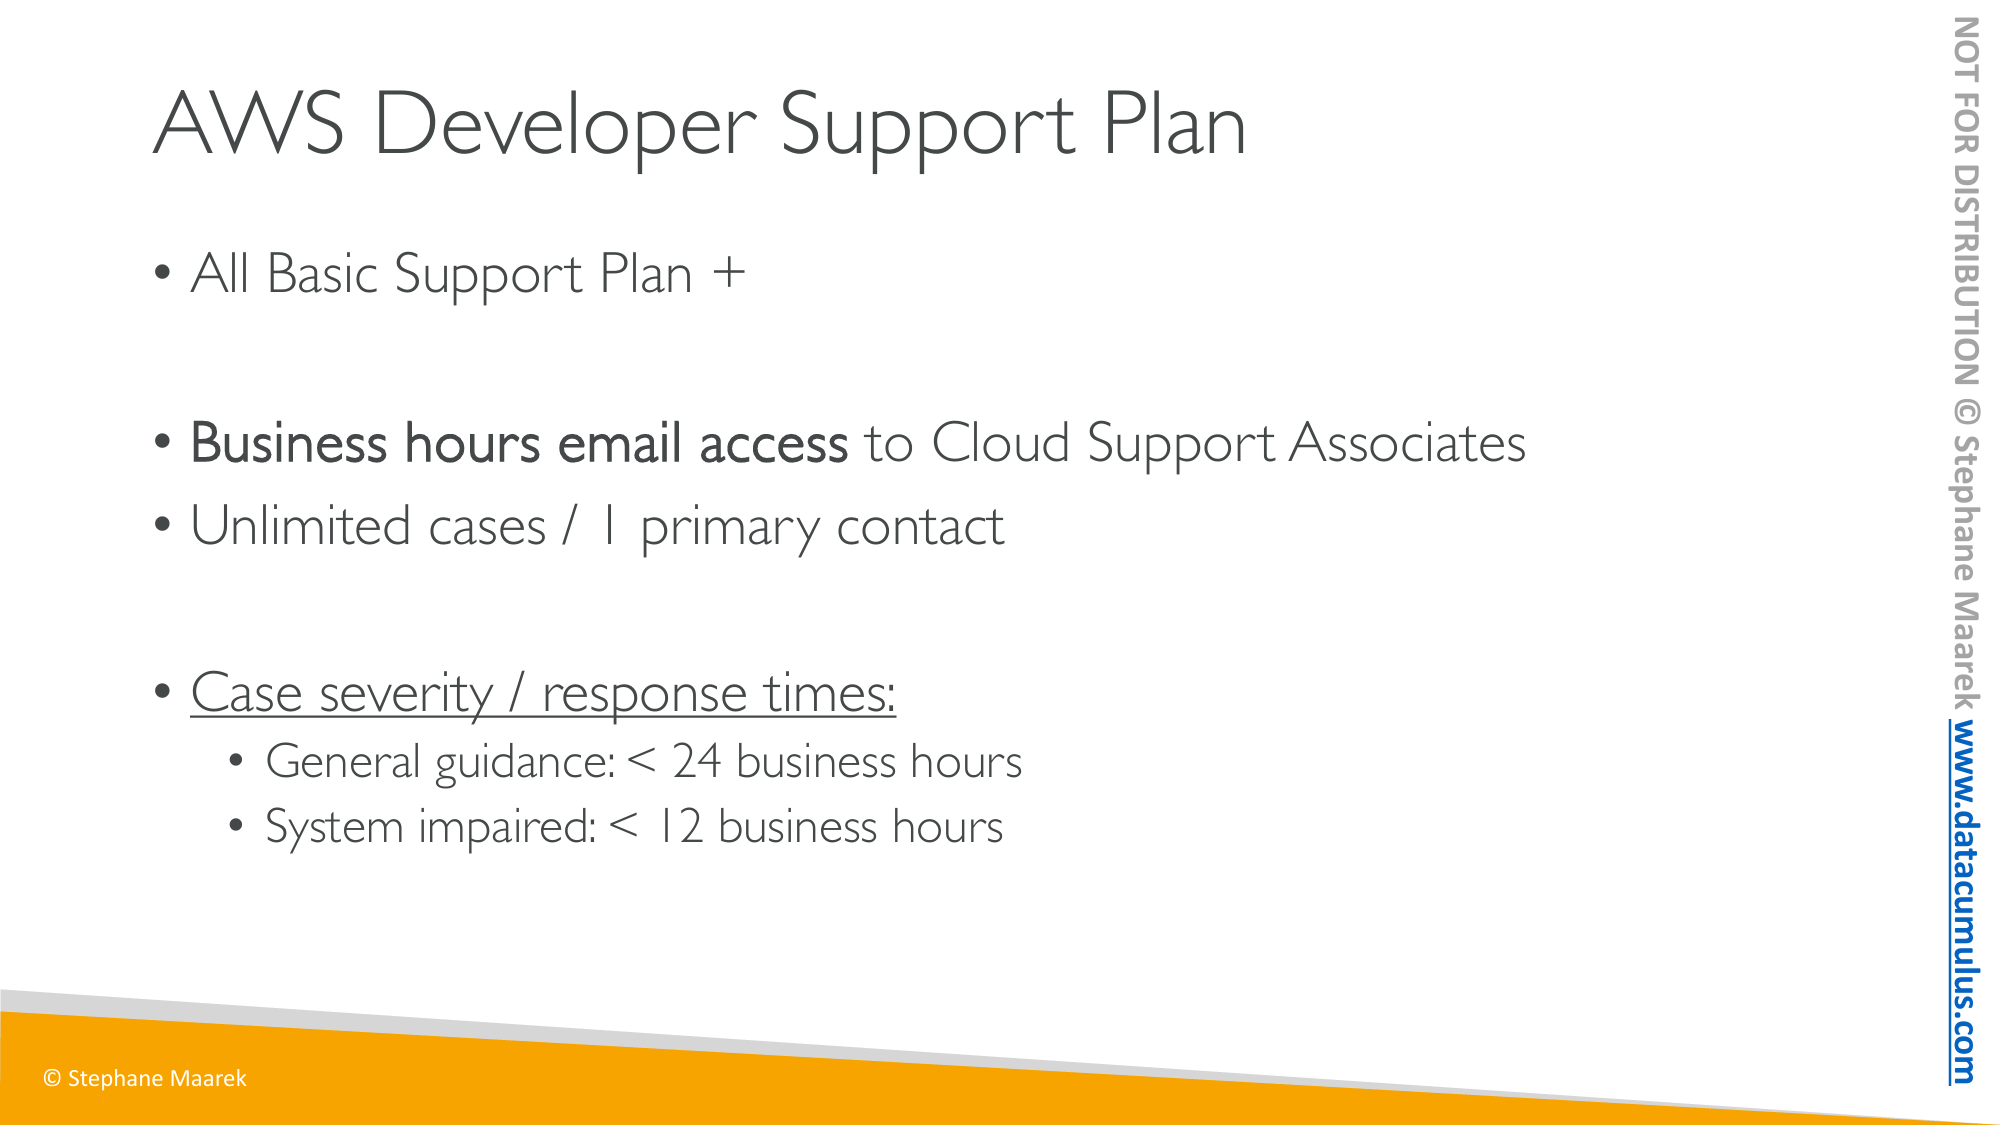 AWS Developer Support Plan
• All Basic Support Plan +
• Business hours email access to Cloud Support Associates
• Unlimited cases / 1 primary contact
• Case severity / response times:
• General guidance: < 24 business hours
• System impaired: < 12 business hours
© Stephane Maarek
NOT FOR DISTRIBUTION © Stephane Maarek www.datacumulus.com